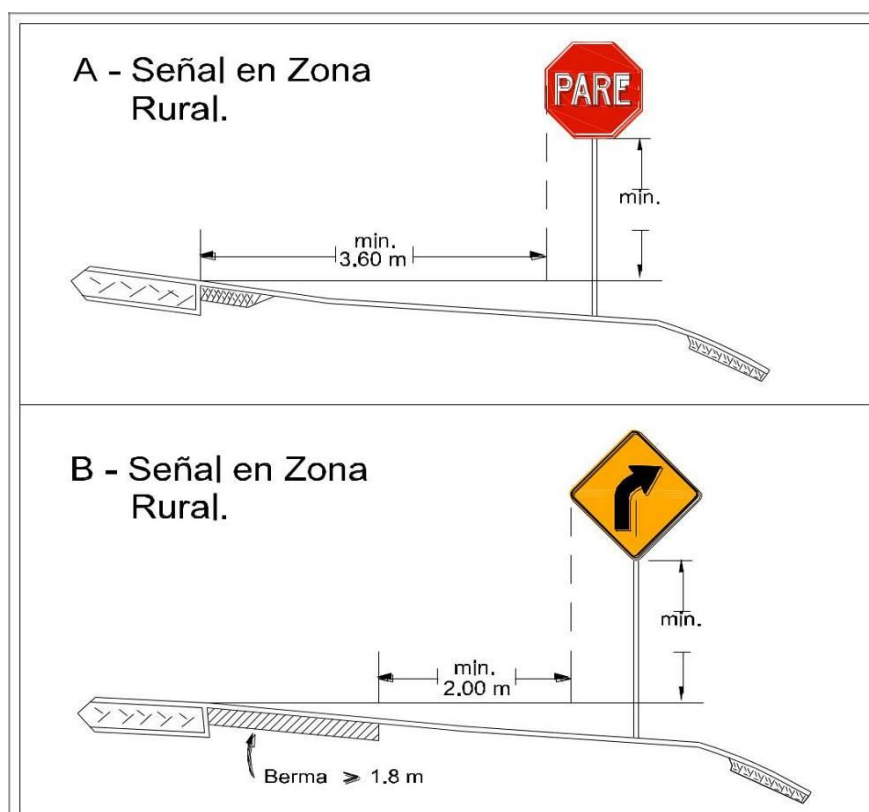 A - Señal en Zona
Rural.
PARE
min.
min.
3.60 m
B - Señal en Zona
Rural.
min.
min.
2.00 m
Berma ≥ 1.8 m